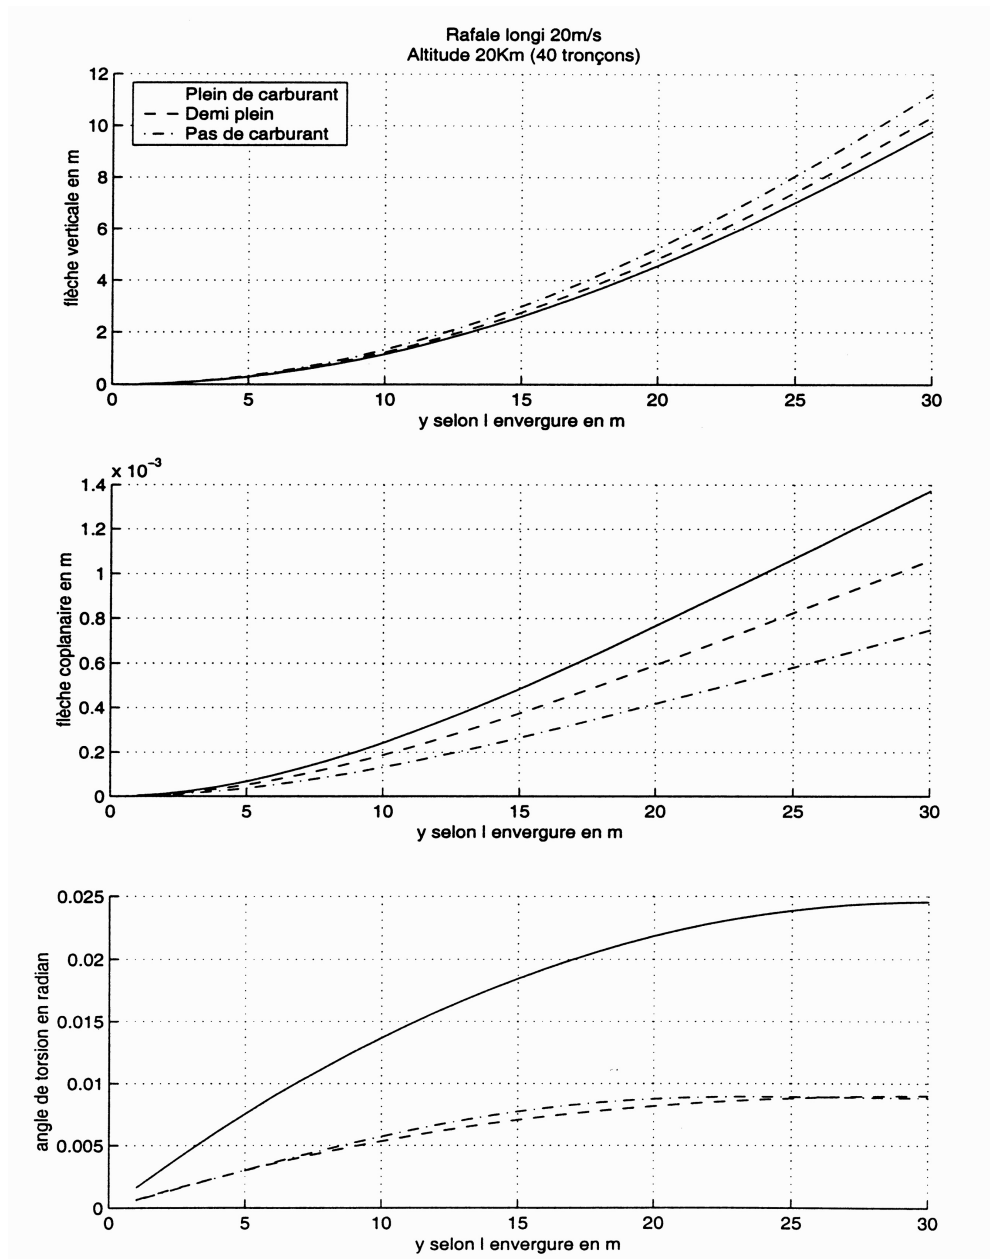 Rafale longi 20m/s
Altitude 20Km (40 tronçons)
12
10
8
6
4
2
0
flèche verticale en m
Plein de carburant
Demi plein
Pas de carburant
0 5 10 15 20 25 30
y selon l envergure en m
x 10⁻³
1.4
1.2
1
0.8
0.6
0.4
0.2
0
flèche coplanaire en m
0 5 10 15 20 25 30
y selon l envergure en m
0.025
0.02
0.015
0.01
0.005
0
angle de torsion en radian
0 5 10 15 20 25 30
y selon l envergure en m